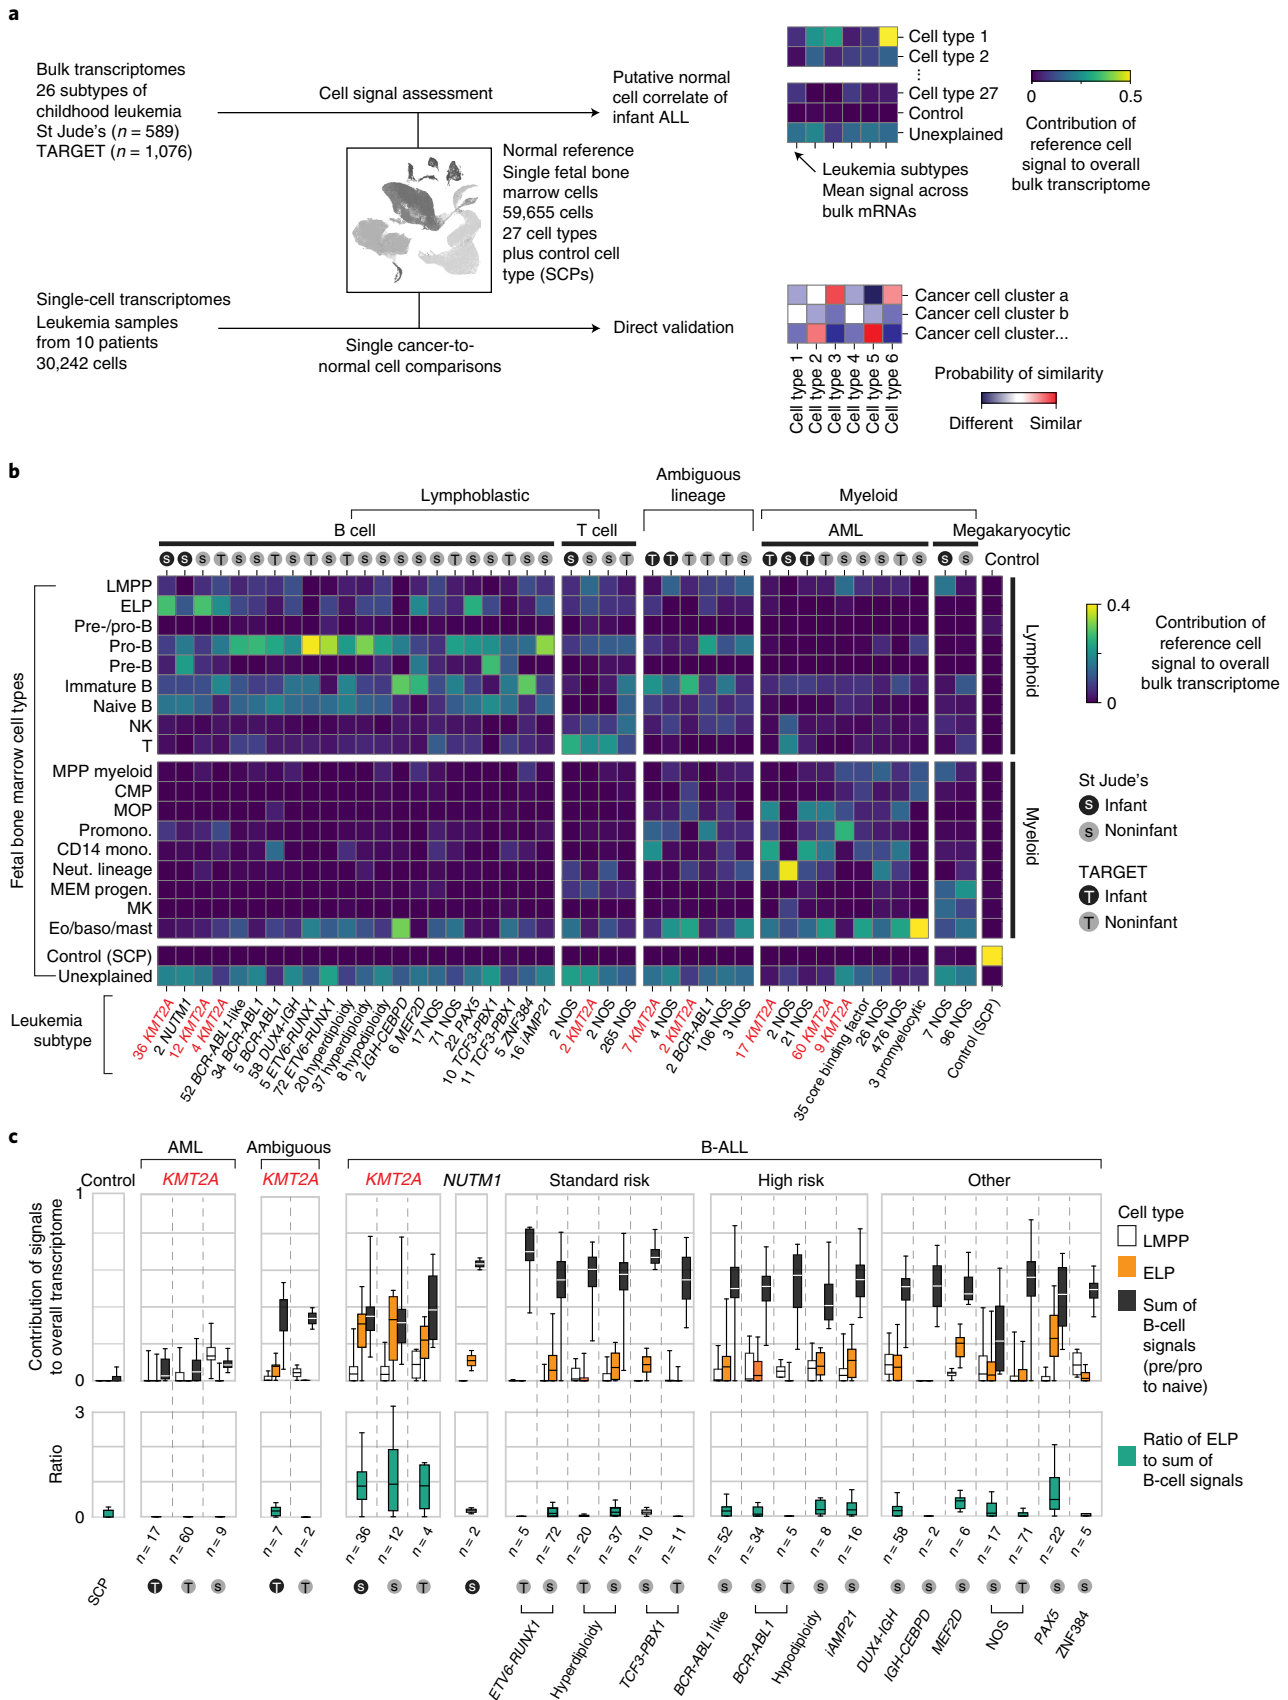 a
Bulk transcriptomes
26 subtypes of
childhood leukemia
St Jude's (n = 589)
TARGET (n = 1,076)
Cell signal assessment
Putative normal
cell correlate of
infant ALL
Normal reference
Single fetal bone
marrow cells
59,655 cells
27 cell types
plus control cell
type (SCPs)
Single-cell transcriptomes
Leukemia samples
from 10 patients
30,242 cells
Single cancer-to-
normal cell comparisons
Direct validation
Cell type 1
Cell type 2
⋮
Cell type 27
Control
Unexplained
Leukemia subtypes
Mean signal across
bulk mRNAs
0 0.5
Contribution of
reference cell
signal to overall
bulk transcriptome
Cancer cell cluster a
Cancer cell cluster b
Cancer cell cluster...
Cell type 1
Cell type 2
Cell type 3
Cell type 4
Cell type 5
Cell type 6
Probability of similarity
Different Similar
b
Lymphoblastic
Ambiguous
lineage
Myeloid
B cell
T cell
AML
Megakaryocytic
S S S T S S T S T S T S S S S S T S S T S S
S S S T
T T T T T S
T S T T S S S T S
S S
Control
Fetal bone marrow cell types
LMPP
ELP
Pre-/pro-B
Pro-B
Pre-B
Immature B
Naive B
NK
T
MPP myeloid
CMP
MOP
Promono.
CD14 mono.
Neut. lineage
MEM progen.
MK
Eo/baso/mast
Control (SCP)
Unexplained
Lymphoid
Myeloid
0.4
0
Contribution of
reference cell
signal to overall
bulk transcriptome
St Jude's
S Infant
S Noninfant
TARGET
T Infant
T Noninfant
Leukemia
subtype
36 KMT2A
2 NUTM1
12 KMT2A
4 KMT2A
52 BCR-ABL1-like
34 BCR-ABL1
5 BCR-ABL1
58 DUX4-IGH
5 ETV6-RUNX1
72 ETV6-RUNX1
20 hyperdiploidy
37 hyperdiploidy
8 hypodiploidy
2 IGH-CEBPD
6 MEF2D
17 NOS
71 NOS
22 PAX5
10 TCF3-PBX1
11 TCF3-PBX1
5 ZNF384
16 iAMP21
2 NOS
2 KMT2A
2 NOS
265 NOS
7 KMT2A
4 NOS
2 KMT2A
2 BCR-ABL1
106 NOS
3 NOS
17 KMT2A
2 NOS
21 NOS
60 KMT2A
9 KMT2A
35 core binding factor
26 NOS
476 NOS
3 promyelocytic
7 NOS
96 NOS
Control (SCP)
c
AML
Ambiguous
B-ALL
Control
KMT2A
KMT2A
KMT2A
NUTM1
Standard risk
High risk
Other
Contribution of signals
to overall transcriptome
1
0
Cell type
LMPP
ELP
Sum of
B-cell
signals
(pre/pro
to naive)
Ratio
3
0
Ratio of ELP
to sum of
B-cell signals
n = 17
n = 60
n = 9
n = 7
n = 2
n = 36
n = 12
n = 4
n = 2
n = 5
n = 72
n = 20
n = 37
n = 10
n = 11
n = 52
n = 34
n = 5
n = 8
n = 16
n = 58
n = 2
n = 6
n = 17
n = 71
n = 22
n = 5
SCP
T T S T T S S T S T S T S S T S S T S S S S S S T S S
ETV6-RUNX1
Hyperdiploidy
TCF3-PBX1
BCR-ABL1 like
BCR-ABL1
Hypodiploidy
iAMP21
DUX4-IGH
IGH-CEBPD
MEF2D
NOS
PAX5
ZNF384